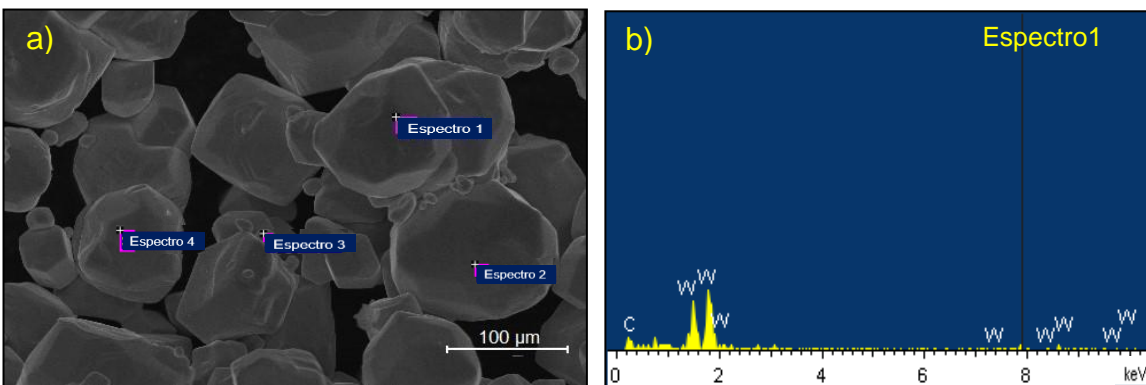 a)
Espectro 1
Espectro 4
Espectro 3
Espectro 2
100 µm
b)
Espectro1
W W
W
C
W W W W W
0 2 4 6 8 keV